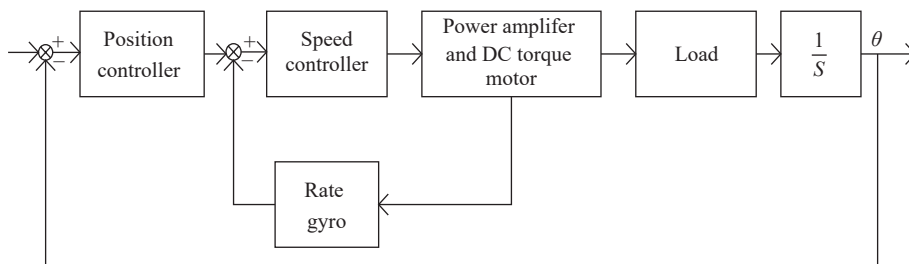 +
−
Position
controller
+
−
Speed
controller
Power amplifer
and DC torque
motor
Load
1
S
θ
Rate
gyro